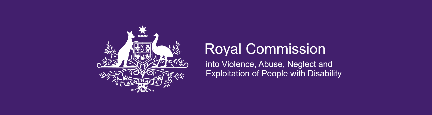 Royal Commission
into Violence, Abuse, Neglect and
Exploitation of People with Disability